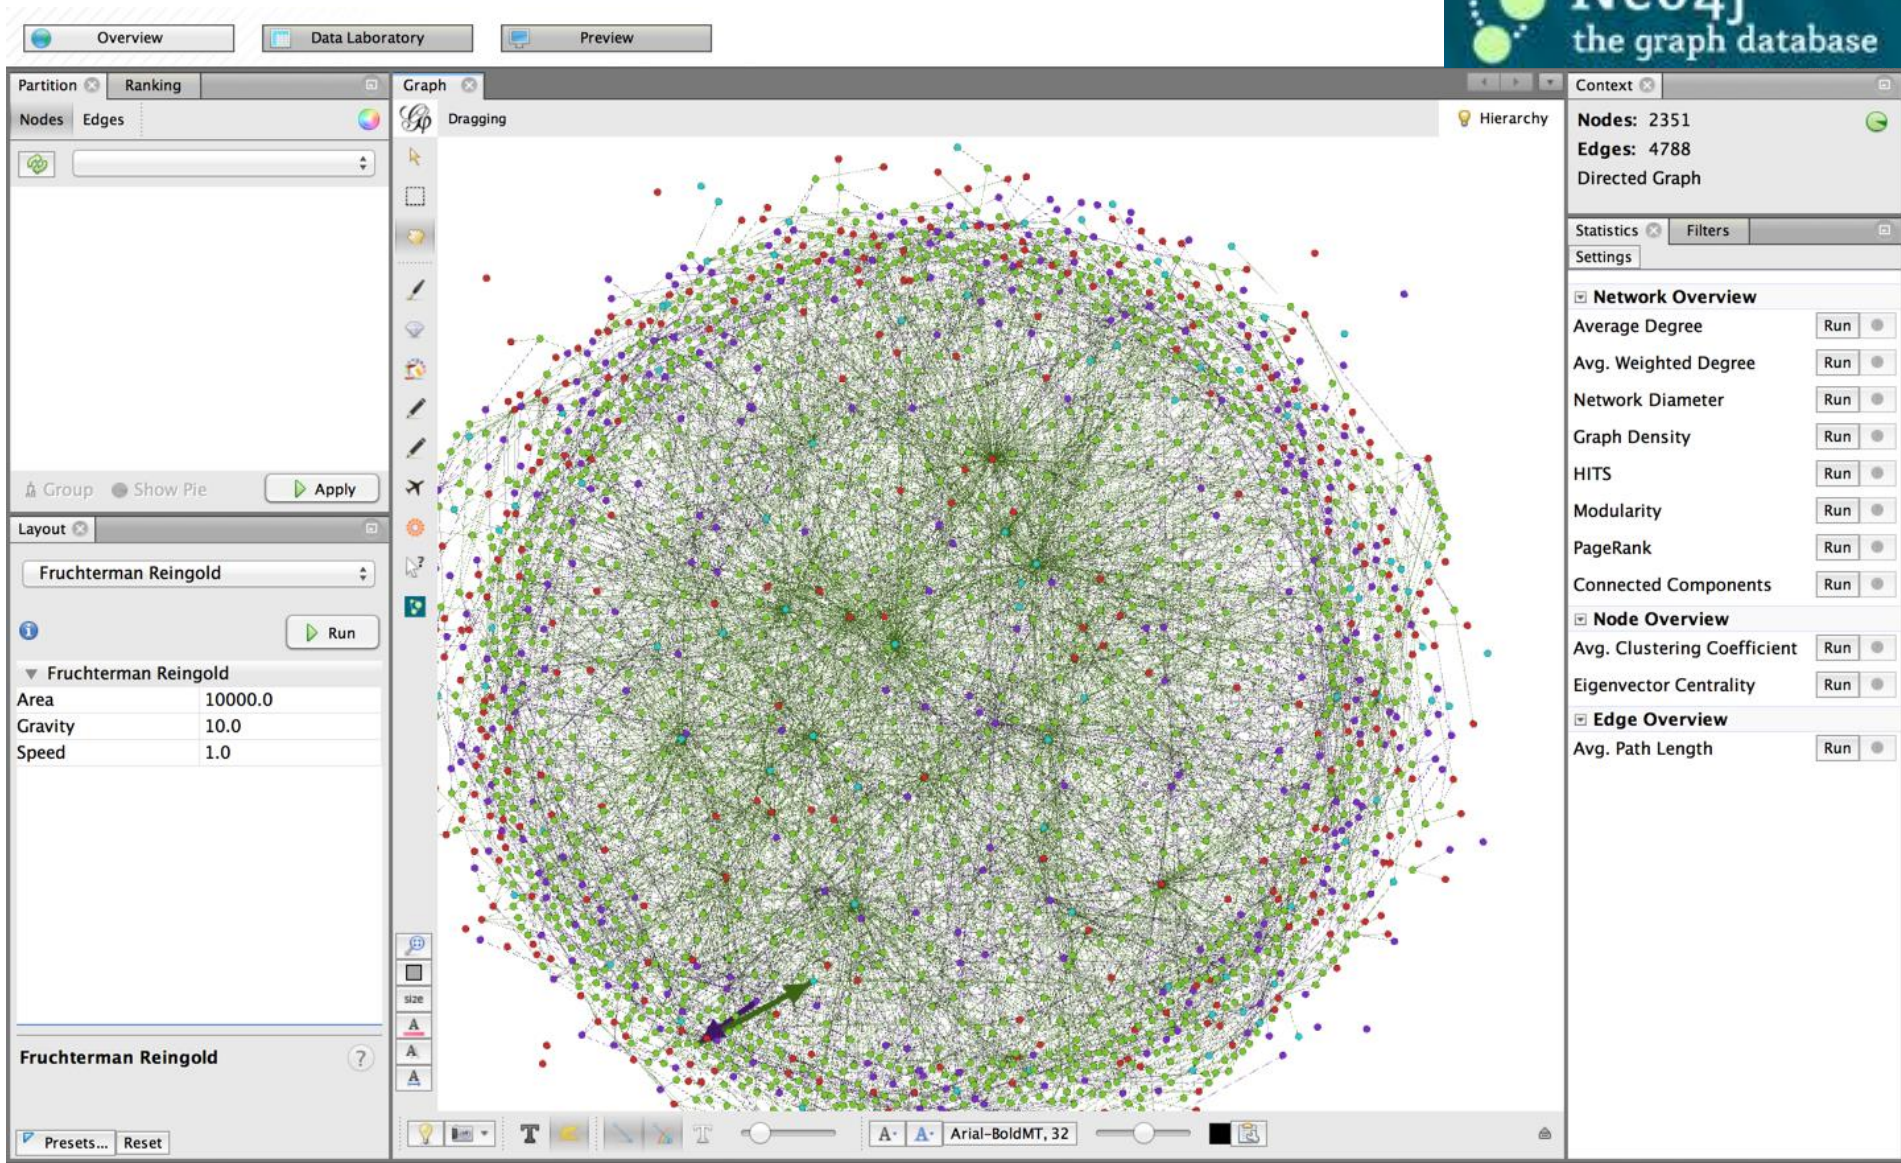 Overview
Data Laboratory
Preview
Neo4j
the graph database
Partition
Ranking
Nodes
Edges
Group
Show Pie
Apply
Layout
Fruchterman Reingold
Run
Fruchterman Reingold
Area 10000.0
Gravity 10.0
Speed 1.0
Fruchterman Reingold
?
Presets...
Reset
Graph
Dragging
Hierarchy
?
size
A
A
A
T
T
A-
A-
Arial-BoldMT, 32
Context
Nodes: 2351
Edges: 4788
Directed Graph
Statistics
Filters
Settings
Network Overview
Average Degree Run
Avg. Weighted Degree Run
Network Diameter Run
Graph Density Run
HITS Run
Modularity Run
PageRank Run
Connected Components Run
Node Overview
Avg. Clustering Coefficient Run
Eigenvector Centrality Run
Edge Overview
Avg. Path Length Run